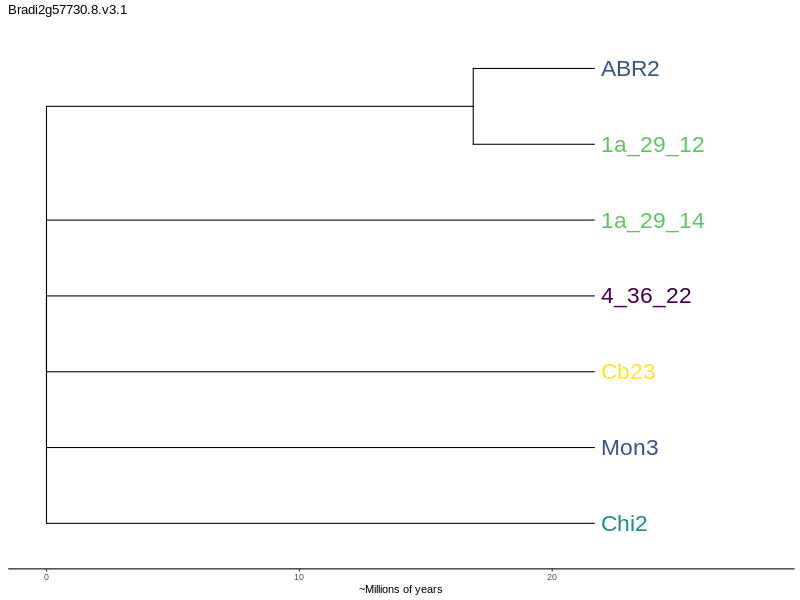 Bradi2g57730.8.v3.1
ABR2
1a_29_12
1a_29_14
4_36_22
Cb23
Mon3
Chi2
0 10 20
~Millions of years